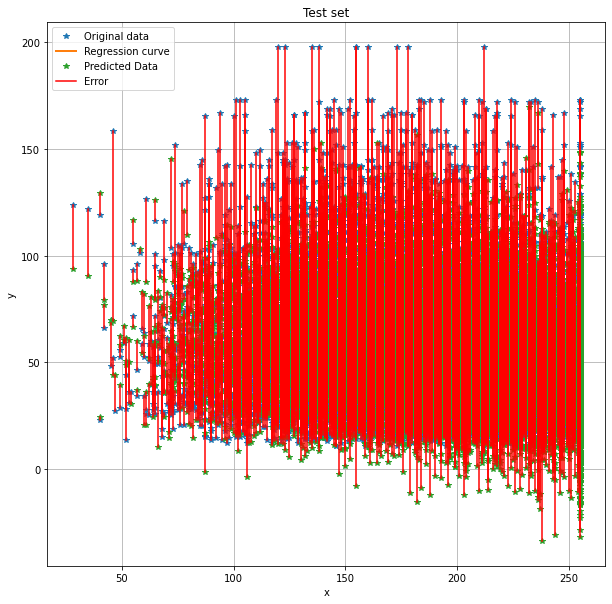 Test set
Original data
Regression curve
Predicted Data
Error
200
150
100
50
0
y
50
100
150
200
250
x